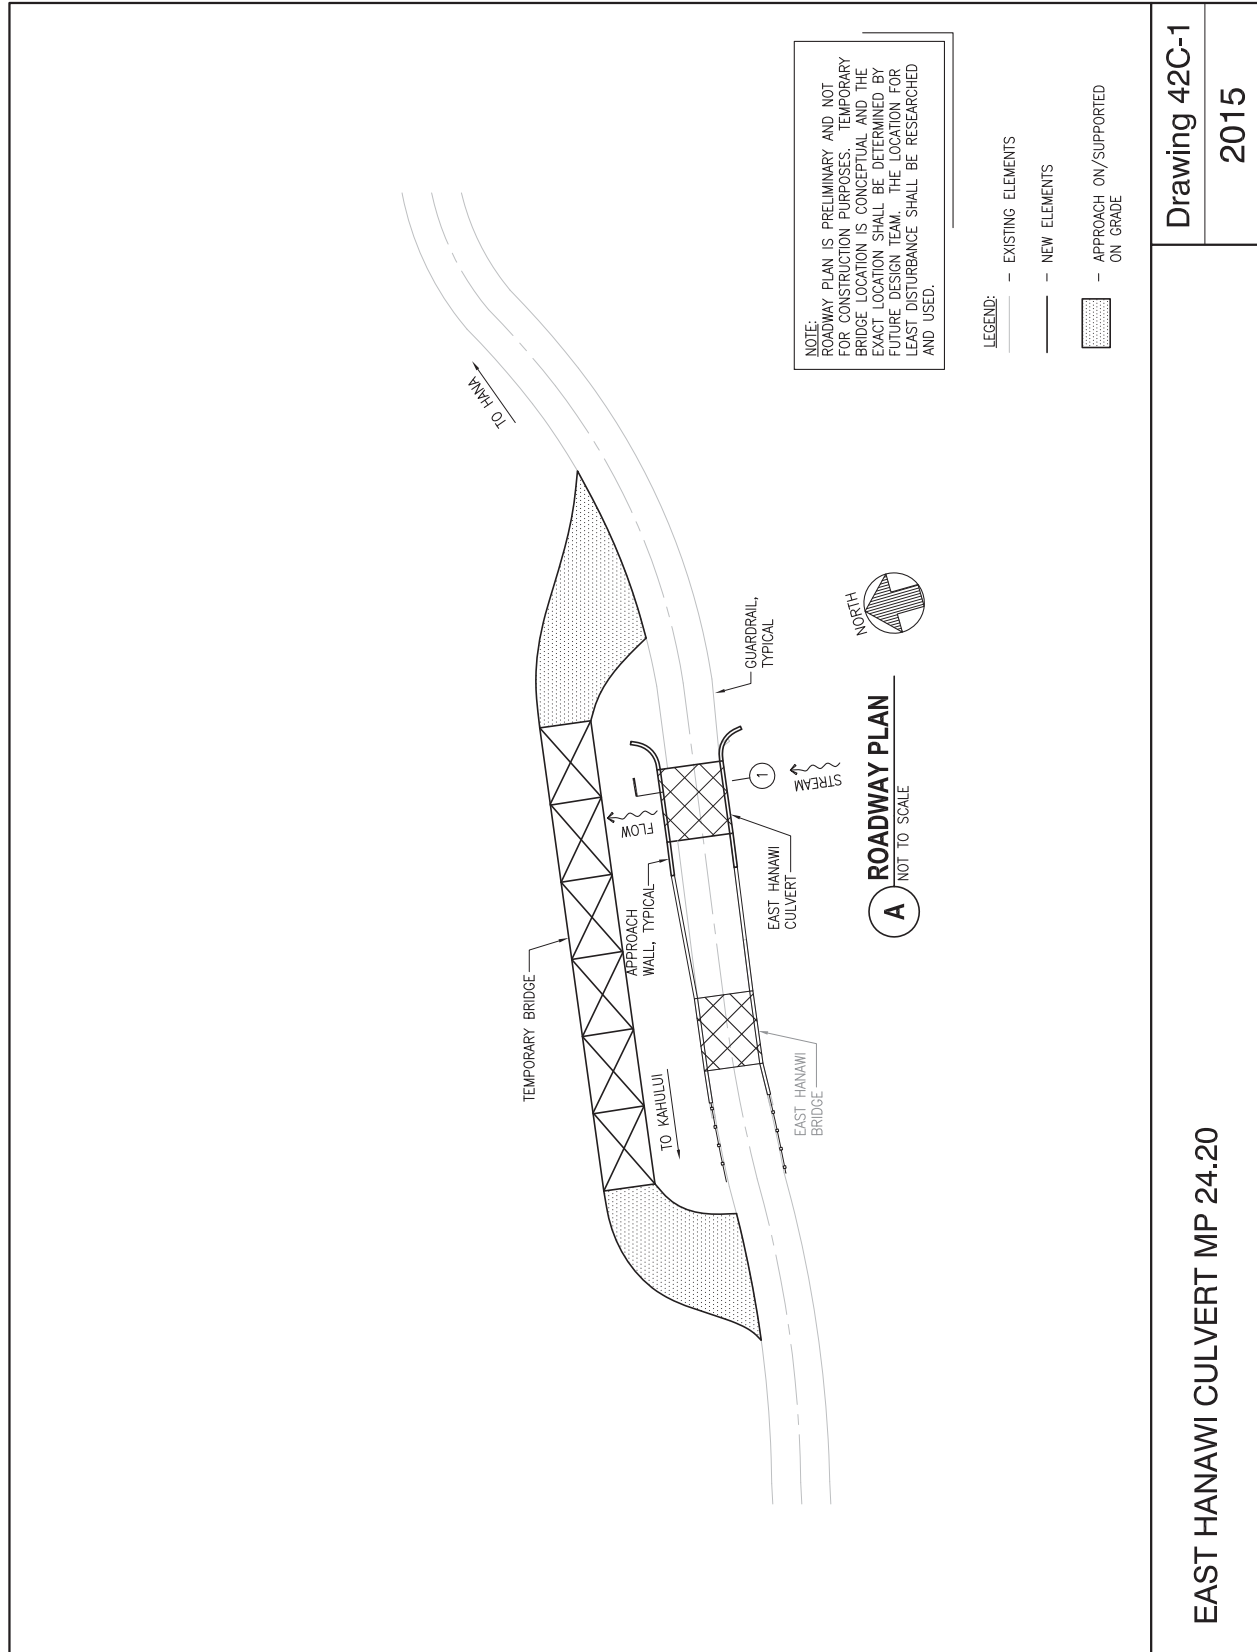 NOTE:
ROADWAY PLAN IS PRELIMINARY AND NOT
FOR CONSTRUCTION PURPOSES. TEMPORARY
BRIDGE LOCATION IS CONCEPTUAL AND THE
EXACT LOCATION SHALL BE DETERMINED BY
FUTURE DESIGN TEAM. THE LOCATION FOR
LEAST DISTURBANCE SHALL BE RESEARCHED
AND USED.
LEGEND:
- EXISTING ELEMENTS
- NEW ELEMENTS
- APPROACH ON/SUPPORTED
ON GRADE
TO HANA
TEMPORARY BRIDGE
APPROACH
WALL, TYPICAL
FLOW
TO KAHULUI
GUARDRAIL,
TYPICAL
1
STREAM
EAST HANAWI
CULVERT
EAST HANAWI
BRIDGE
NORTH
A
ROADWAY PLAN
NOT TO SCALE
EAST HANAWI CULVERT MP 24.20
Drawing 42C-1
2015